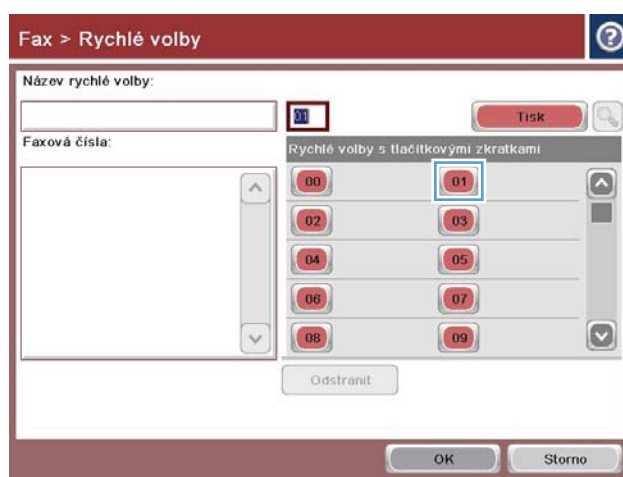 Fax > Rychlé volby
Název rychlé volby:
01
Tisk
Faxová čísla:
Rychlé volby s tlačítkovými zkratkami
00
01
02
03
04
05
06
07
08
09
Odstranit
OK
Storno